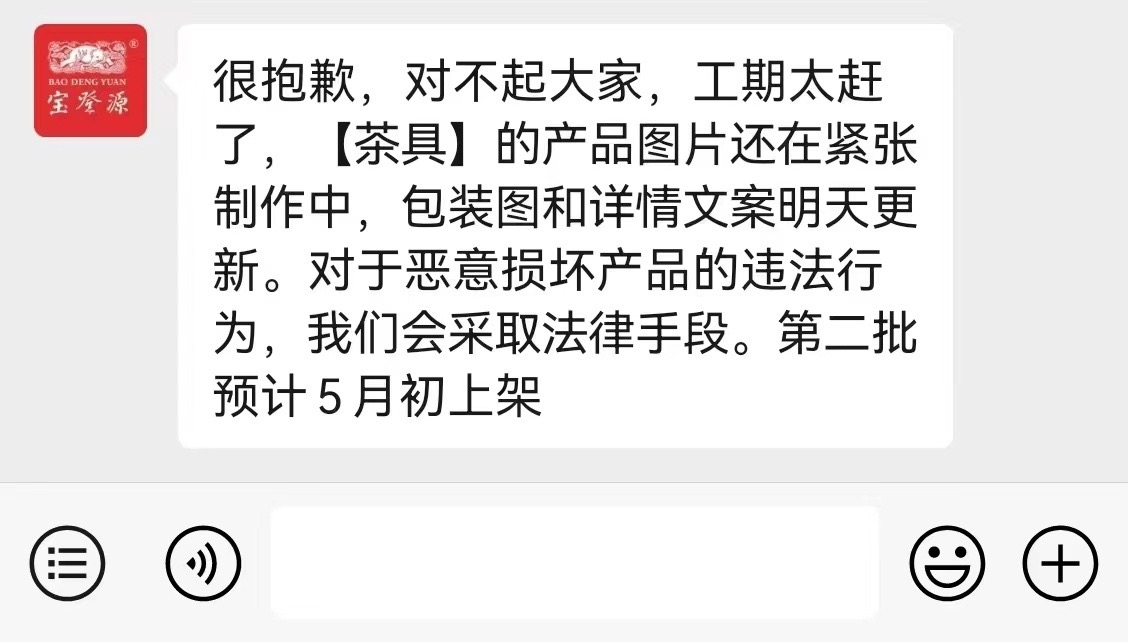 ®
BAO DENG YUAN
宝登源
很抱歉，对不起大家，工期太赶
了，【茶具】的产品图片还在紧张
制作中，包装图和详情文案明天更
新。对于恶意损坏产品的违法行
为，我们会采取法律手段。第二批
预计5月初上架